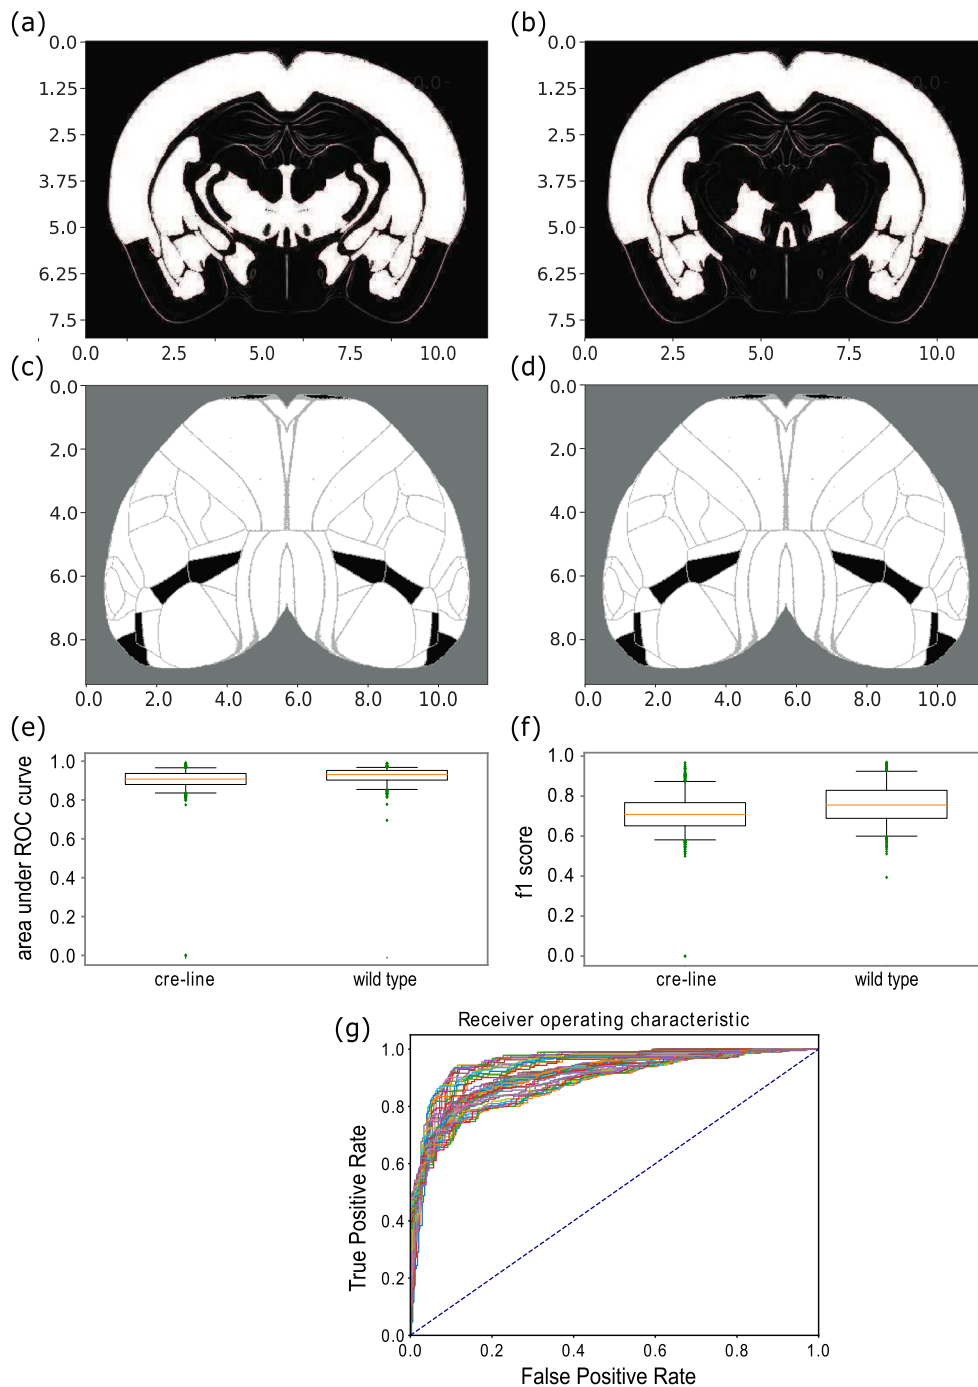 (a)
(b)
0.0
1.25
2.5
3.75
5.0
6.25
7.5
0.0 2.5 5.0 7.5 10.0
0.0
0.0
1.25
2.5
3.75
5.0
6.25
7.5
0.0 2.5 5.0 7.5 10.0
0.0
(c)
(d)
0.0
2.0
4.0
6.0
8.0
0.0 2.0 4.0 6.0 8.0 10.0
0.0
2.0
4.0
6.0
8.0
0.0 2.0 4.0 6.0 8.0 10.0
(e)
(f)
area under ROC curve
1.0
0.8
0.6
0.4
0.2
0.0
cre-line wild type
f1 score
1.0
0.8
0.6
0.4
0.2
0.0
cre-line wild type
(g)
Receiver operating characteristic
True Positive Rate
1.0
0.8
0.6
0.4
0.2
0.0
0.0 0.2 0.4 0.6 0.8 1.0
False Positive Rate